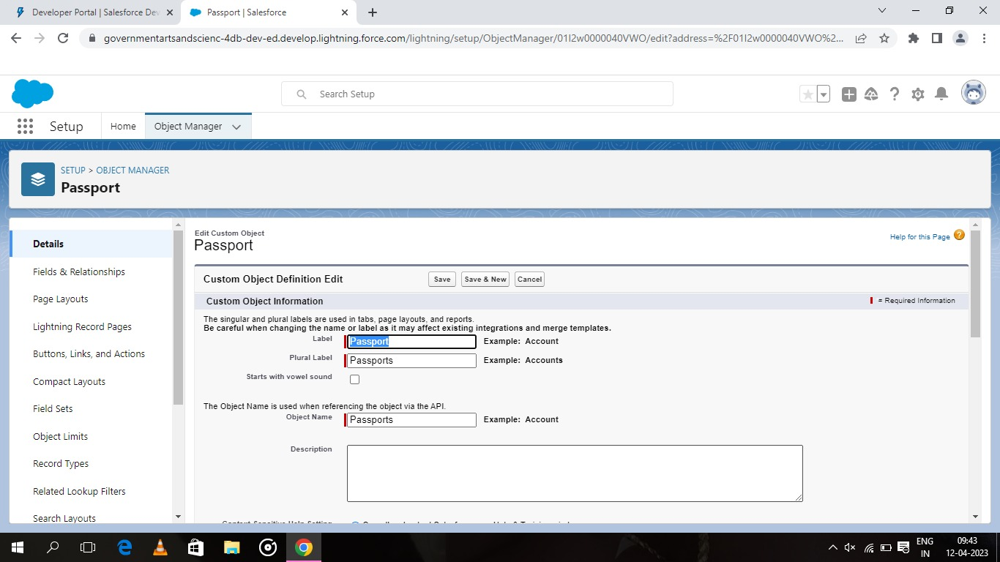 Developer Portal | Salesforce Dev
Passport | Salesforce
governmentartsandscienc-4db-dev-ed.develop.lightning.force.com/lightning/setup/ObjectManager/01I2w0000040VWO/edit?address=%2F01I2w0000040VWO%2...
Search Setup
Setup
Home
Object Manager
SETUP > OBJECT MANAGER
Passport
Details
Fields & Relationships
Page Layouts
Lightning Record Pages
Buttons, Links, and Actions
Compact Layouts
Field Sets
Object Limits
Record Types
Related Lookup Filters
Search Layouts
Edit Custom Object
Passport
Help for this Page
Custom Object Definition Edit
Save
Save & New
Cancel
Custom Object Information
= Required Information
The singular and plural labels are used in tabs, page layouts, and reports.
Be careful when changing the name or label as it may affect existing integrations and merge templates.
Label Passport Example: Account
Plural Label Passports Example: Accounts
Starts with vowel sound
The Object Name is used when referencing the object via the API.
Object Name Passports Example: Account
Description
ENG
IN
09:43
12-04-2023